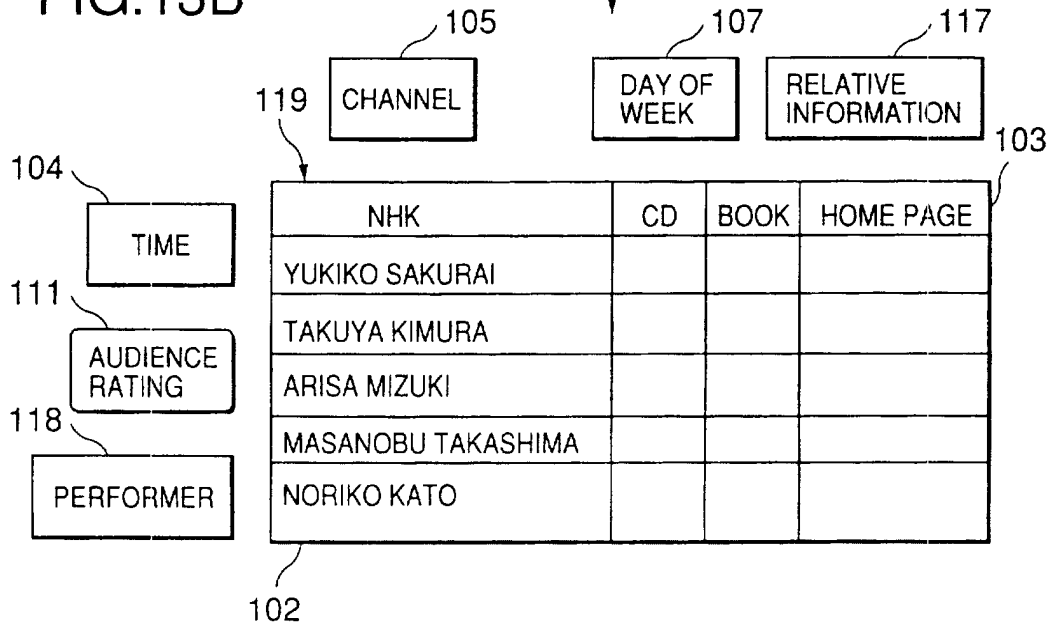 FIG.13B
105
107
117
CHANNEL
DAY OF
WEEK
RELATIVE
INFORMATION
119
103
104
TIME
NHK
CD
BOOK
HOME PAGE
YUKIKO SAKURAI
111
TAKUYA KIMURA
AUDIENCE
RATING
ARISA MIZUKI
118
MASANOBU TAKASHIMA
PERFORMER
NORIKO KATO
102